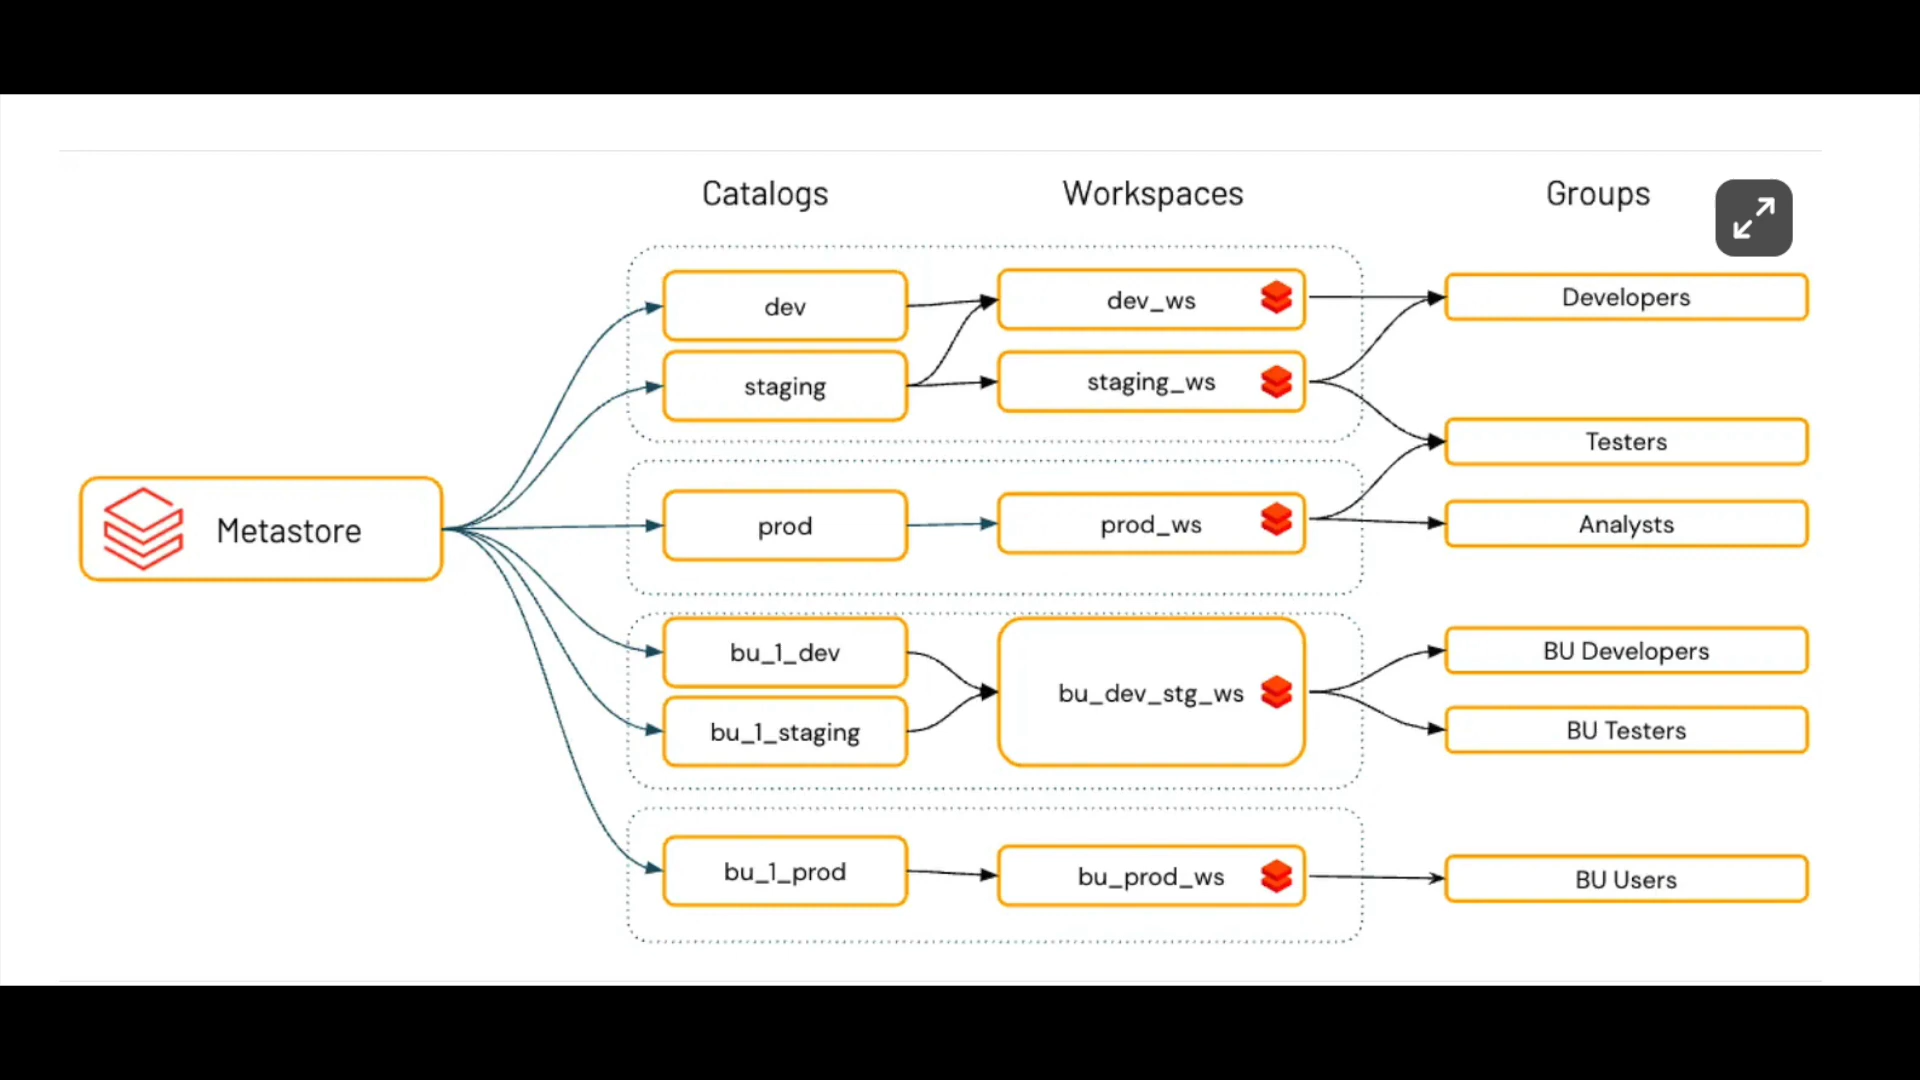 Catalogs
Workspaces
Groups
dev
dev_ws
Developers
staging
staging_ws
Testers
Metastore
prod
prod_ws
Analysts
bu_1_dev
bu_dev_stg_ws
BU Developers
bu_1_staging
BU Testers
bu_1_prod
bu_prod_ws
BU Users